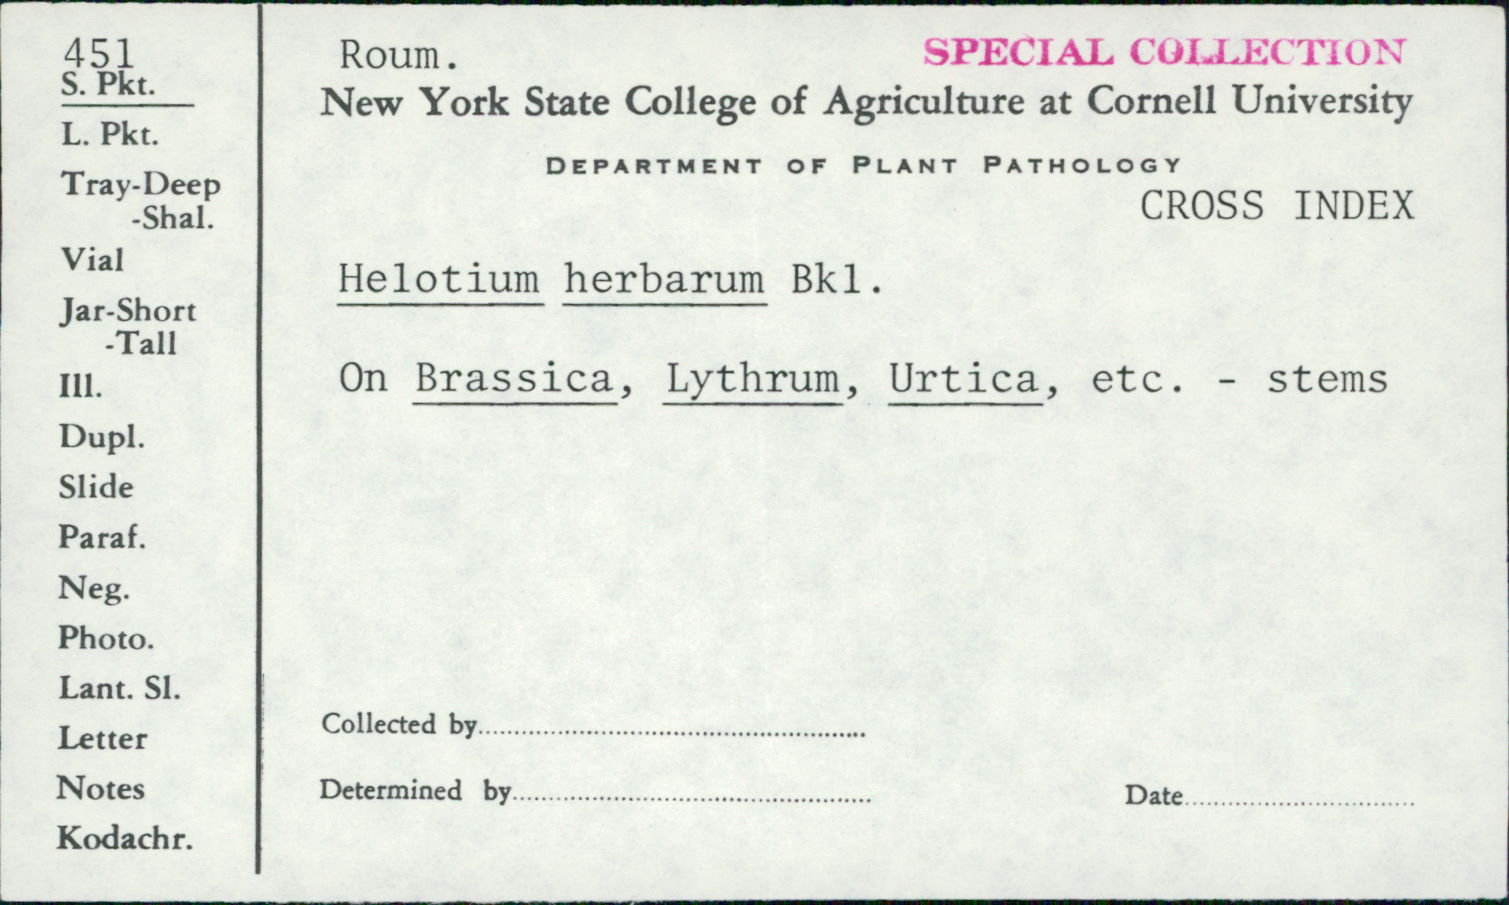 451
S. Pkt.
L. Pkt.
Tray-Deep
-Shal.
Vial
Jar-Short
-Tall
Ill.
Dupl.
Slide
Paraf.
Neg.
Photo.
Lant. Sl.
Letter
Notes
Kodachr.
Roum.
SPECIAL COLLECTION
New York State College of Agriculture at Cornell University
DEPARTMENT OF PLANT PATHOLOGY
CROSS INDEX
Helotium herbarum Bkl.
On Brassica, Lythrum, Urtica, etc. - stems
Collected by
Determined by
Date